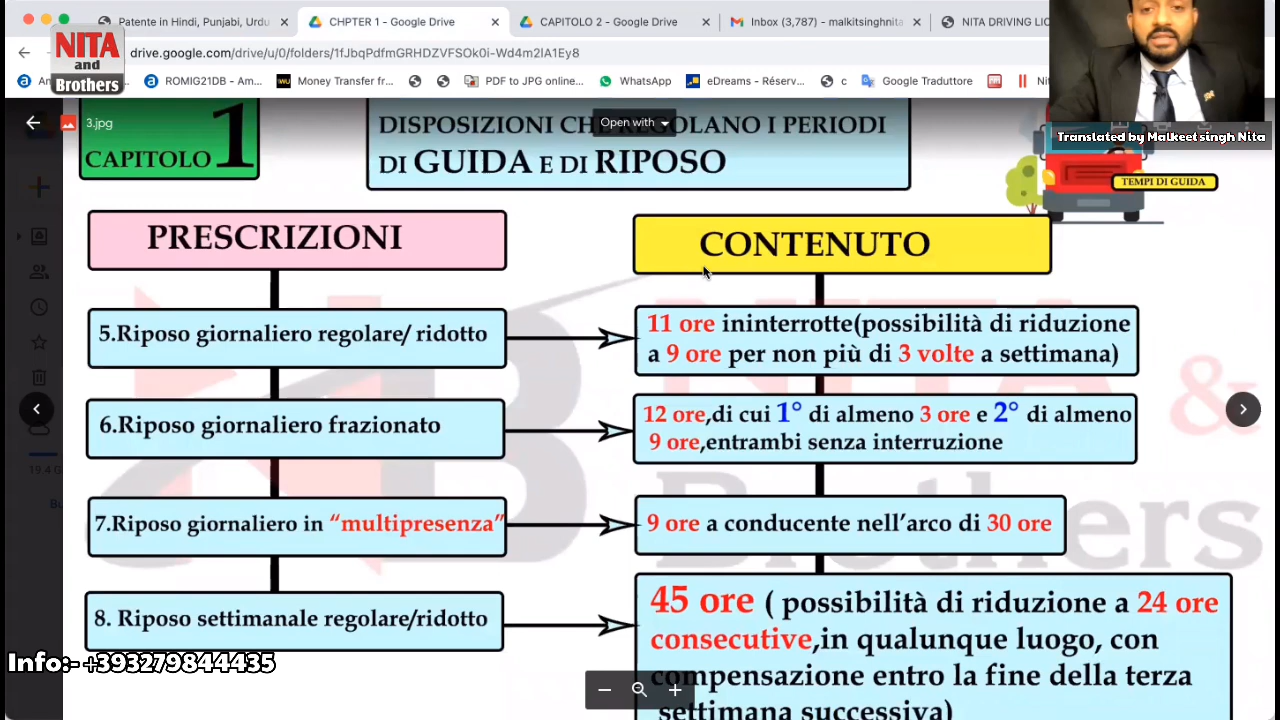 Patente in Hindi, Punjabi, Urdu
CHPTER 1 - Google Drive
CAPITOLO 2 - Google Drive
Inbox (3,787) - malkitsinghnita
NITA DRIVING LIC
NITA
and
Brothers
drive.google.com/drive/u/0/folders/1fJbqPdfmGRHDZVFSOk0i-Wd4m2lA1Ey8
ROMIG21DB - Am...
Money Transfer fr...
PDF to JPG online...
WhatsApp
eDreams - Réserv...
c
Google Traduttore
3.jpg
Open with
Translated by Malkeet singh Nita
CAPITOLO 1
DISPOSIZIONI CH REGOLANO I PERIODI
DI GUIDA E DI RIPOSO
TEMPI DI GUIDA
PRESCRIZIONI
CONTENUTO
5.Riposo giornaliero regolare/ ridotto
11 ore ininterrotte(possibilità di riduzione
a 9 ore per non più di 3 volte a settimana)
6.Riposo giornaliero frazionato
12 ore,di cui 1° di almeno 3 ore e 2° di almeno
9 ore,entrambi senza interruzione
7.Riposo giornaliero in “multipresenza”
9 ore a conducente nell’arco di 30 ore
8. Riposo settimanale regolare/ridotto
45 ore ( possibilità di riduzione a 24 ore
consecutive,in qualunque luogo, con
compensazione entro la fine della terza
settimana successiva)
NITA &
Brothers
19.4 G
Info:- +393279844435